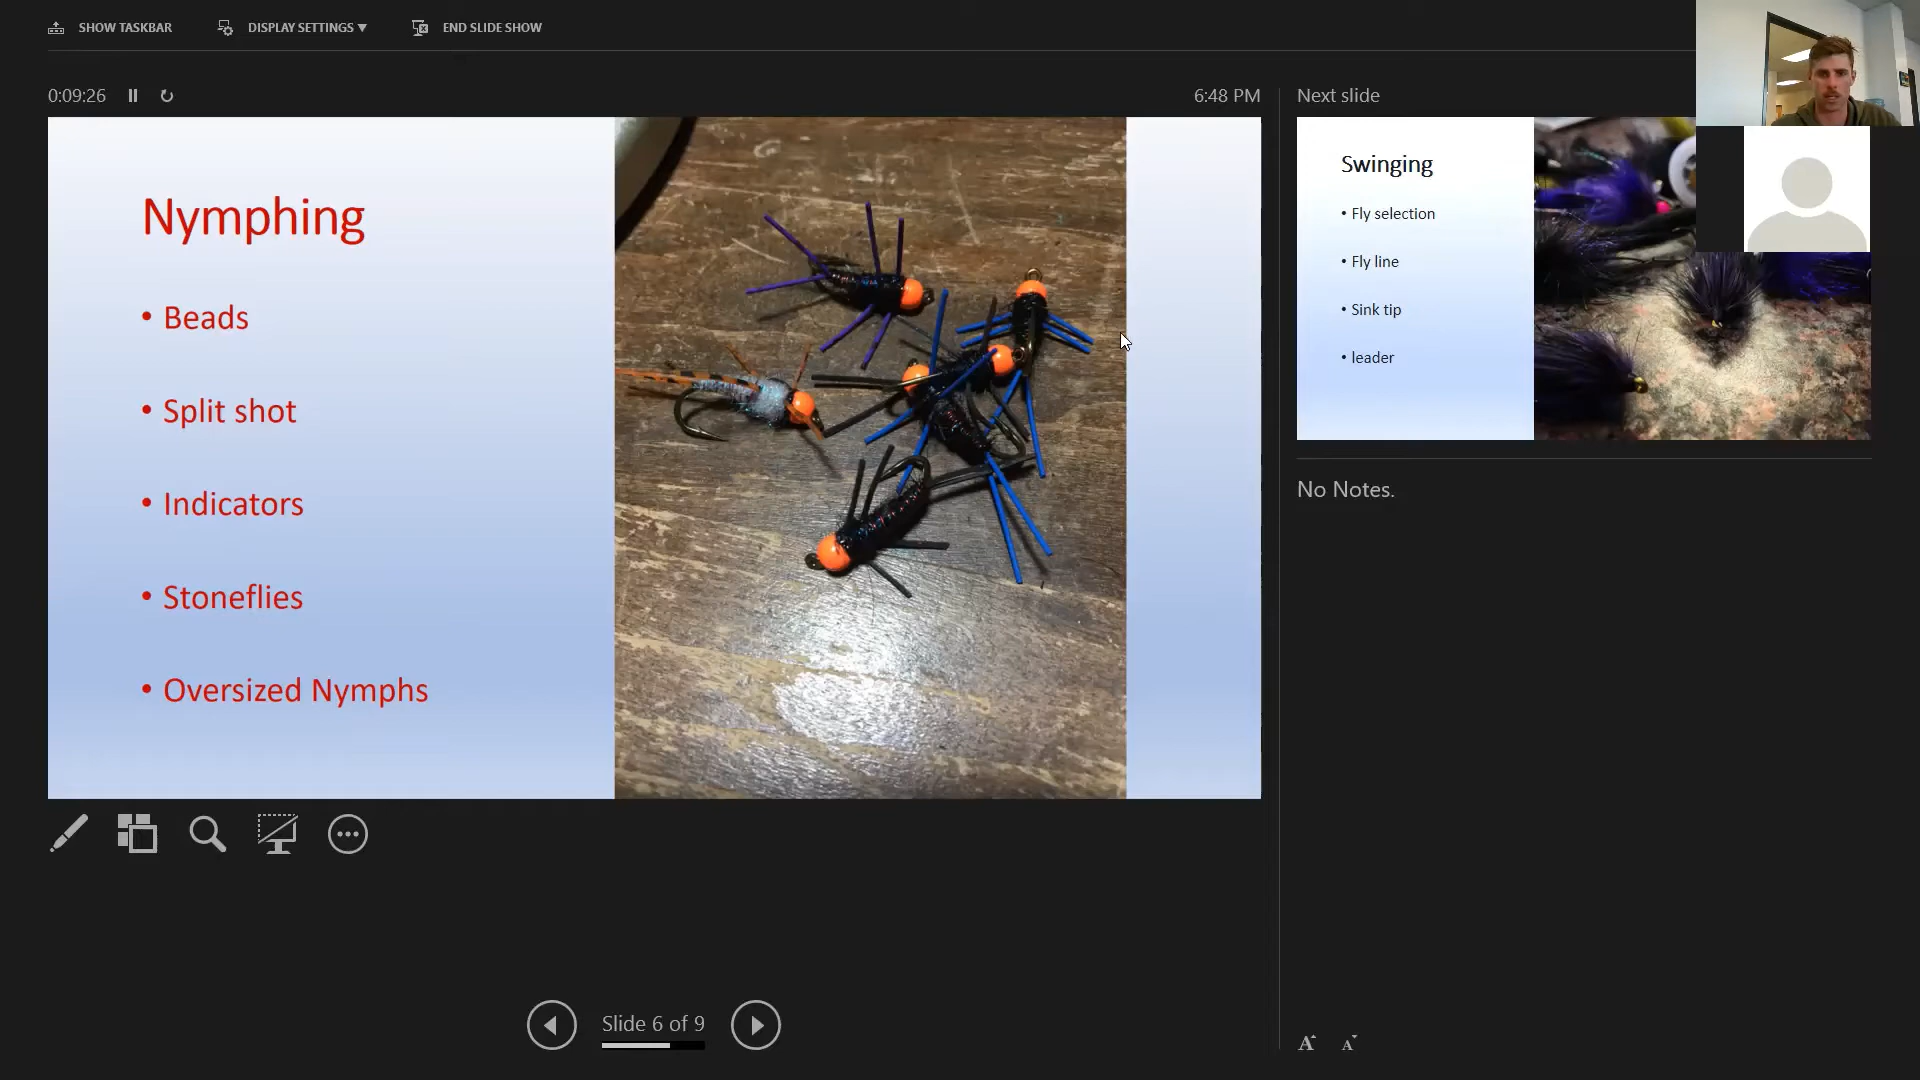 SHOW TASKBAR
DISPLAY SETTINGS ▼
END SLIDE SHOW
0:09:26
6:48 PM
Next slide
Nymphing
• Beads
• Split shot
• Indicators
• Stoneflies
• Oversized Nymphs
Swinging
• Fly selection
• Fly line
• Sink tip
• leader
No Notes.
Slide 6 of 9
A A